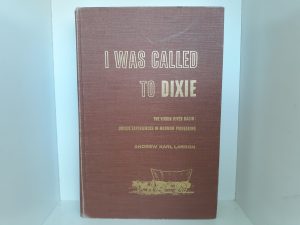 I WAS CALLED
TO DIXIE
THE VIRGIN RIVER BASIN:
UNIQUE EXPERIENCES IN MORMON PIONEERING
ANDREW KARL LARSON